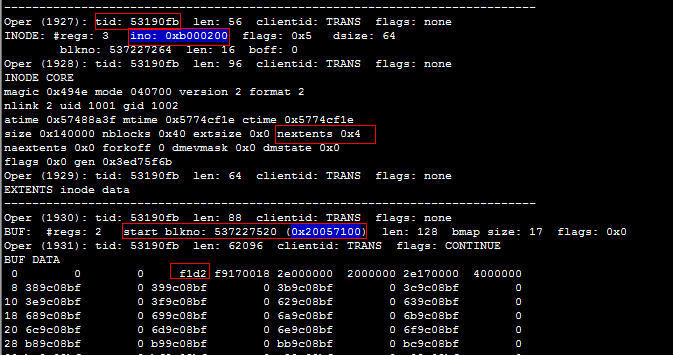 Oper (1927): tid: 53190fb  len: 56  clientid: TRANS  flags: none
INODE: #regs: 3   ino: 0xb000200  flags: 0x5   dsize: 64
        blkno: 537227264  len: 16  boff: 0
Oper (1928): tid: 53190fb  len: 96  clientid: TRANS  flags: none
INODE CORE
magic 0x494e mode 040700 version 2 format 2
nlink 2 uid 1001 gid 1002
atime 0x57488a3f mtime 0x5774cf1e ctime 0x5774cf1e
size 0x140000 nblocks 0x40 extsize 0x0 nextents 0x4
naextents 0x0 forkoff 0 dmevmask 0x0 dmstate 0x0
flags 0x0 gen 0x3ed75f6b
Oper (1929): tid: 53190fb  len: 64  clientid: TRANS  flags: none
EXTENTS inode data
Oper (1930): tid: 53190fb  len: 88  clientid: TRANS  flags: none
BUF:  #regs: 2   start blkno: 537227520 (0x20057100)  len: 128  bmap size: 17  flags: 0x0
Oper (1931): tid: 53190fb  len: 62096  clientid: TRANS  flags: CONTINUE
BUF DATA
 0        0        0     f1d2 f9170018 2e000000  2000000 2e170000  4000000
 8 389c08bf        0 399c08bf        0 3b9c08bf        0 3c9c08bf        0
10 3e9c08bf        0 3f9c08bf        0 629c08bf        0 639c08bf        0
18 689c08bf        0 699c08bf        0 6a9c08bf        0 6b9c08bf        0
20 6c9c08bf        0 6d9c08bf        0 6e9c08bf        0 6f9c08bf        0
28 b89c08bf        0 b99c08bf        0 bb9c08bf        0 bc9c08bf        0